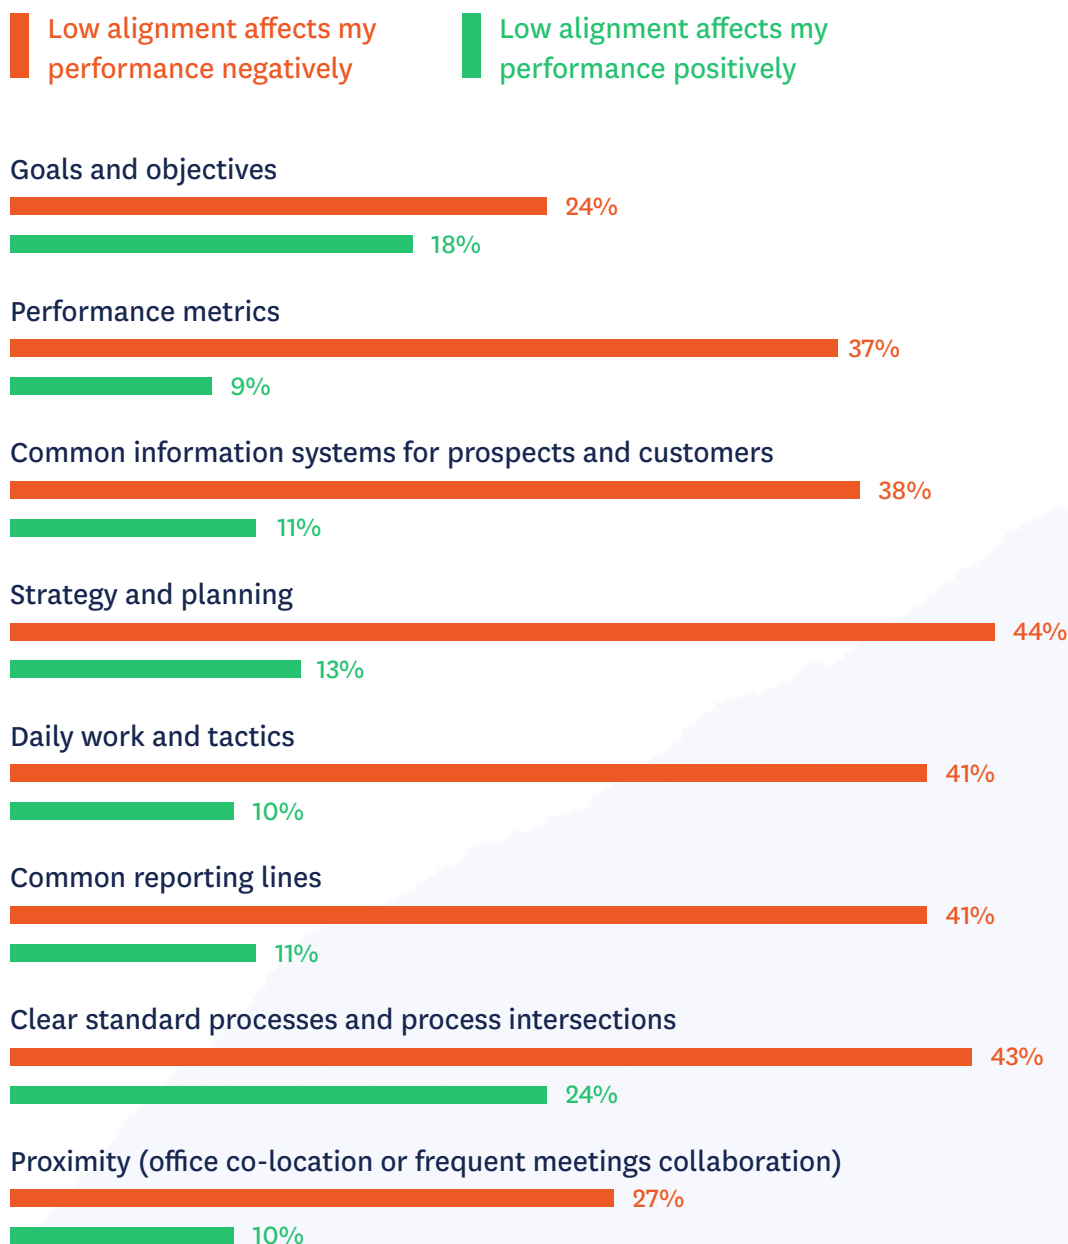 Low alignment affects my
performance negatively
Low alignment affects my
performance positively
Goals and objectives
24%
18%
Performance metrics
37%
9%
Common information systems for prospects and customers
38%
11%
Strategy and planning
44%
13%
Daily work and tactics
41%
10%
Common reporting lines
41%
11%
Clear standard processes and process intersections
43%
24%
Proximity (office co-location or frequent meetings collaboration)
27%
10%